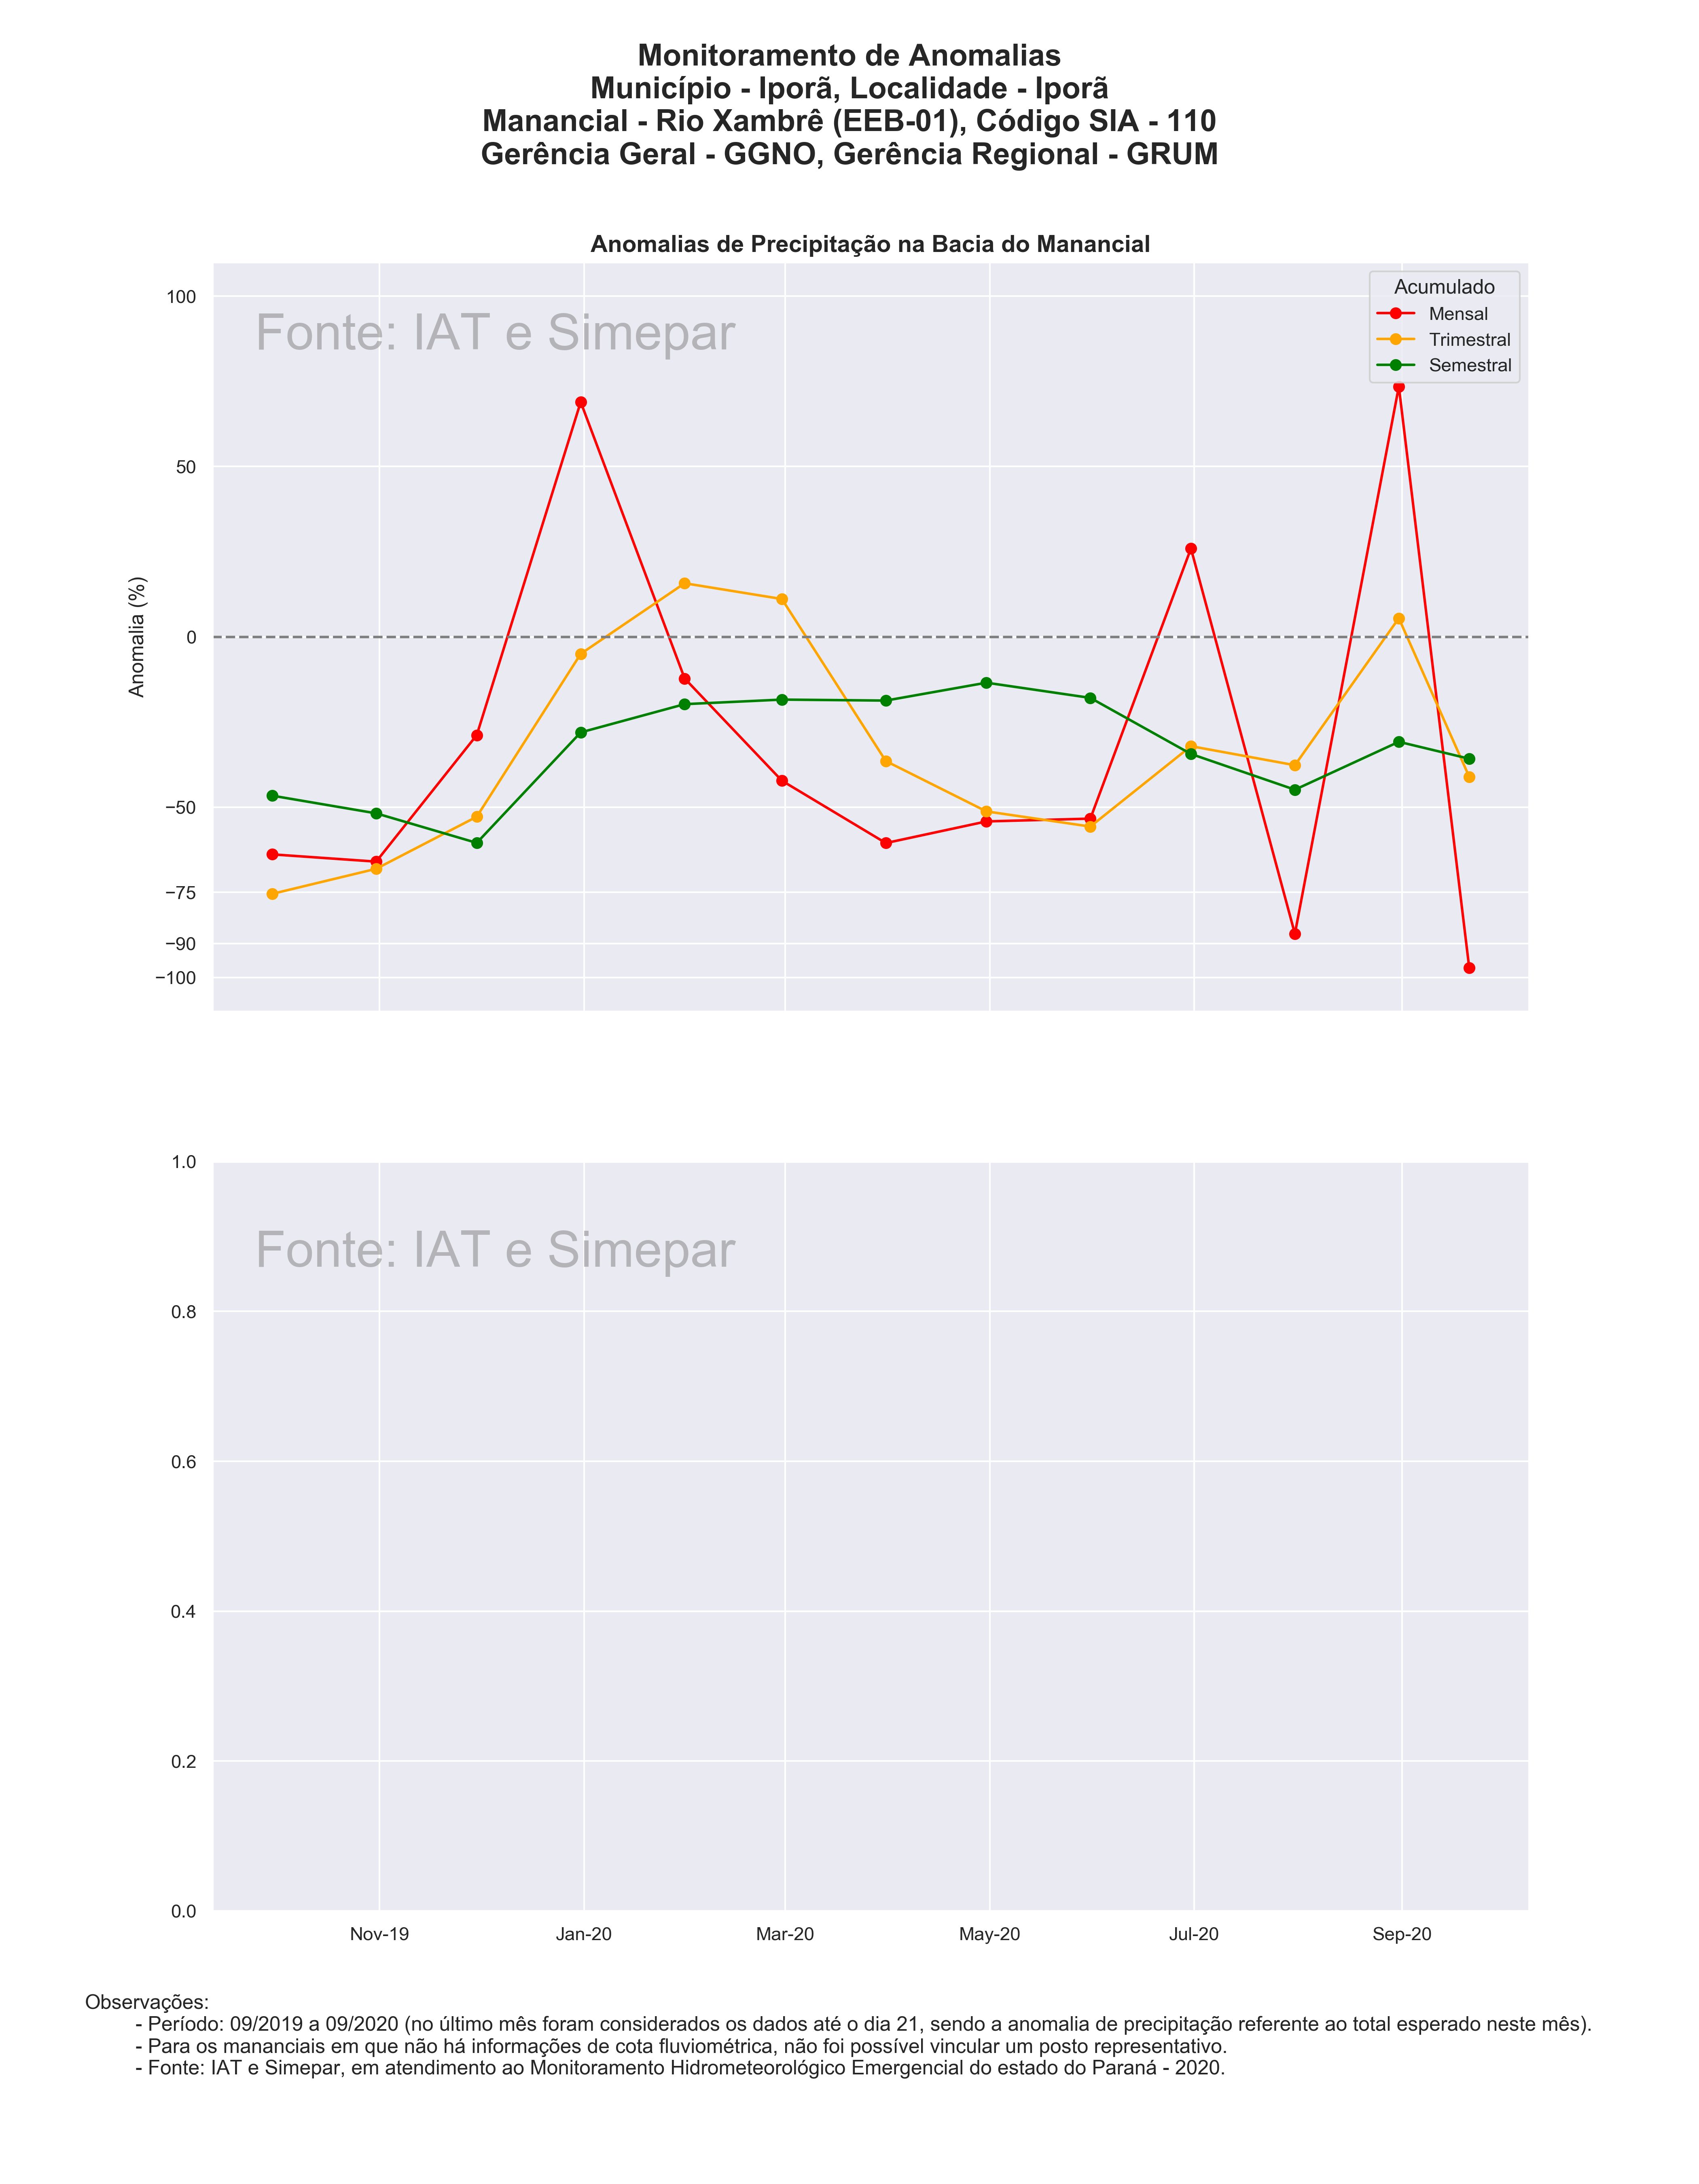 Monitoramento de Anomalias
Município - Iporã, Localidade - Iporã
Manancial - Rio Xambrê (EEB-01), Código SIA - 110
Gerência Geral - GGNO, Gerência Regional - GRUM
Anomalias de Precipitação na Bacia do Manancial
Fonte: IAT e Simepar
Acumulado
Mensal
Trimestral
Semestral
Anomalia (%)
100
50
0
−50
−75
−90
−100
Fonte: IAT e Simepar
1.0
0.8
0.6
0.4
0.2
0.0
Nov-19 Jan-20 Mar-20 May-20 Jul-20 Sep-20
Observações:
- Período: 09/2019 a 09/2020 (no último mês foram considerados os dados até o dia 21, sendo a anomalia de precipitação referente ao total esperado neste mês).
- Para os mananciais em que não há informações de cota fluviométrica, não foi possível vincular um posto representativo.
- Fonte: IAT e Simepar, em atendimento ao Monitoramento Hidrometeorológico Emergencial do estado do Paraná - 2020.